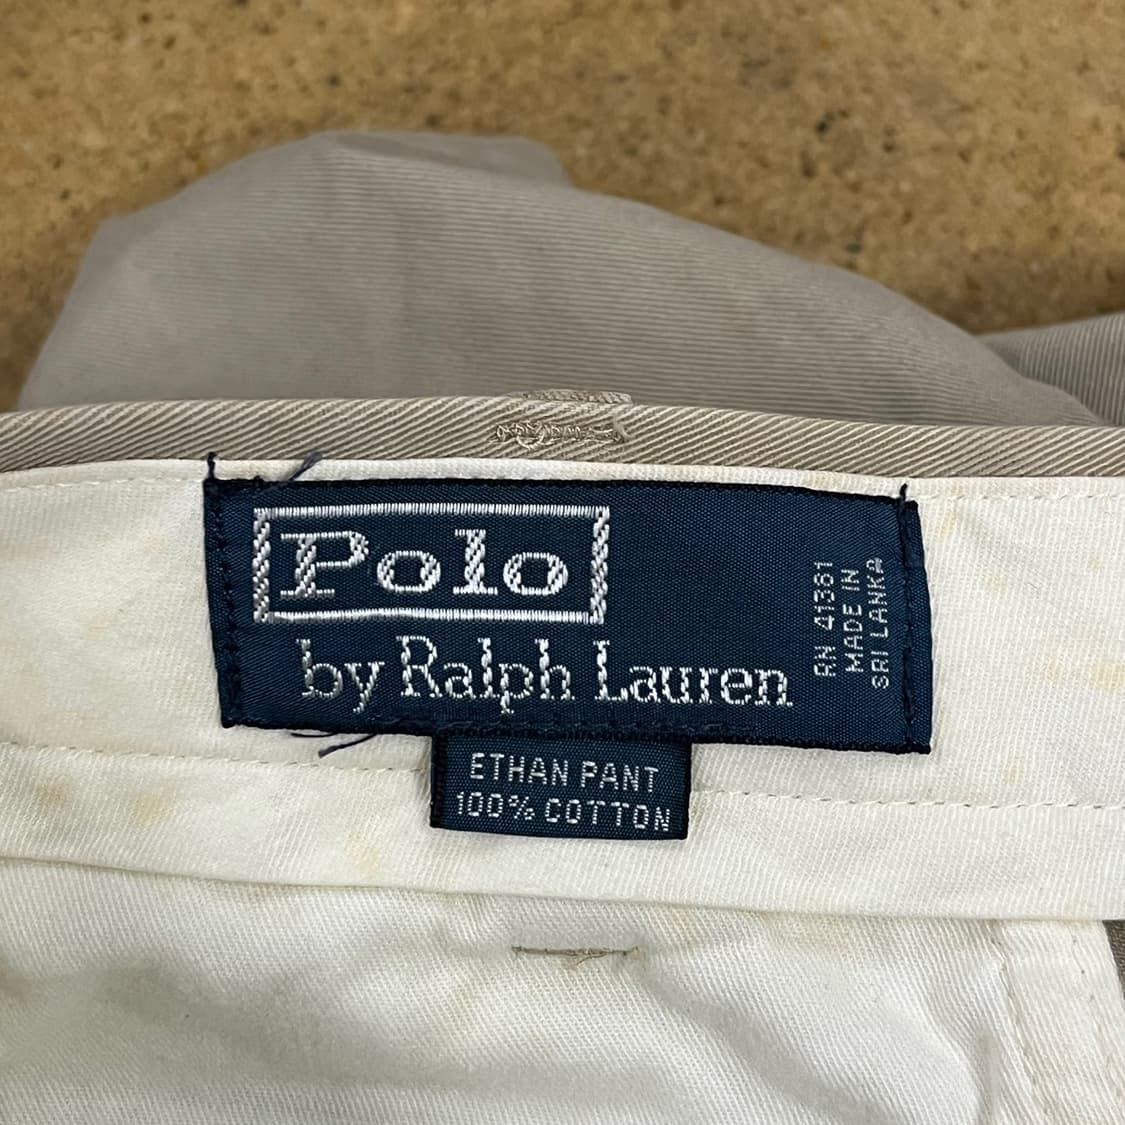 Polo
by Ralph Lauren
RN 41381
MADE IN
SRI LANKA
ETHAN PANT
100% COTTON